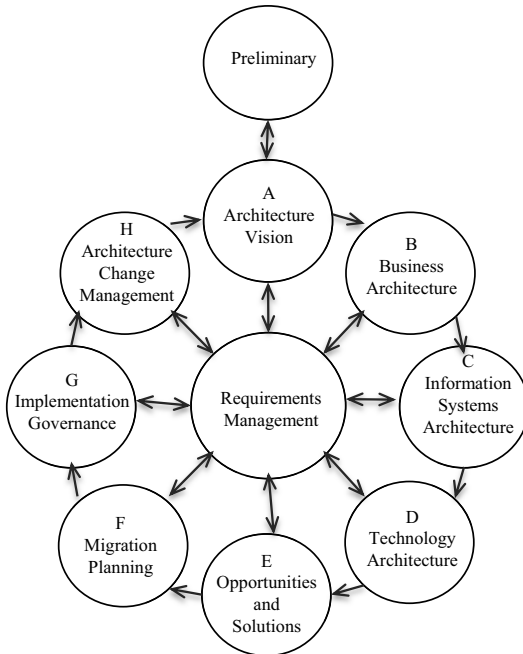 Preliminary
A
Architecture
Vision
B
Business
Architecture
C
Information
Systems
Architecture
D
Technology
Architecture
E
Opportunities
and
Solutions
F
Migration
Planning
G
Implementation
Governance
H
Architecture
Change
Management
Requirements
Management